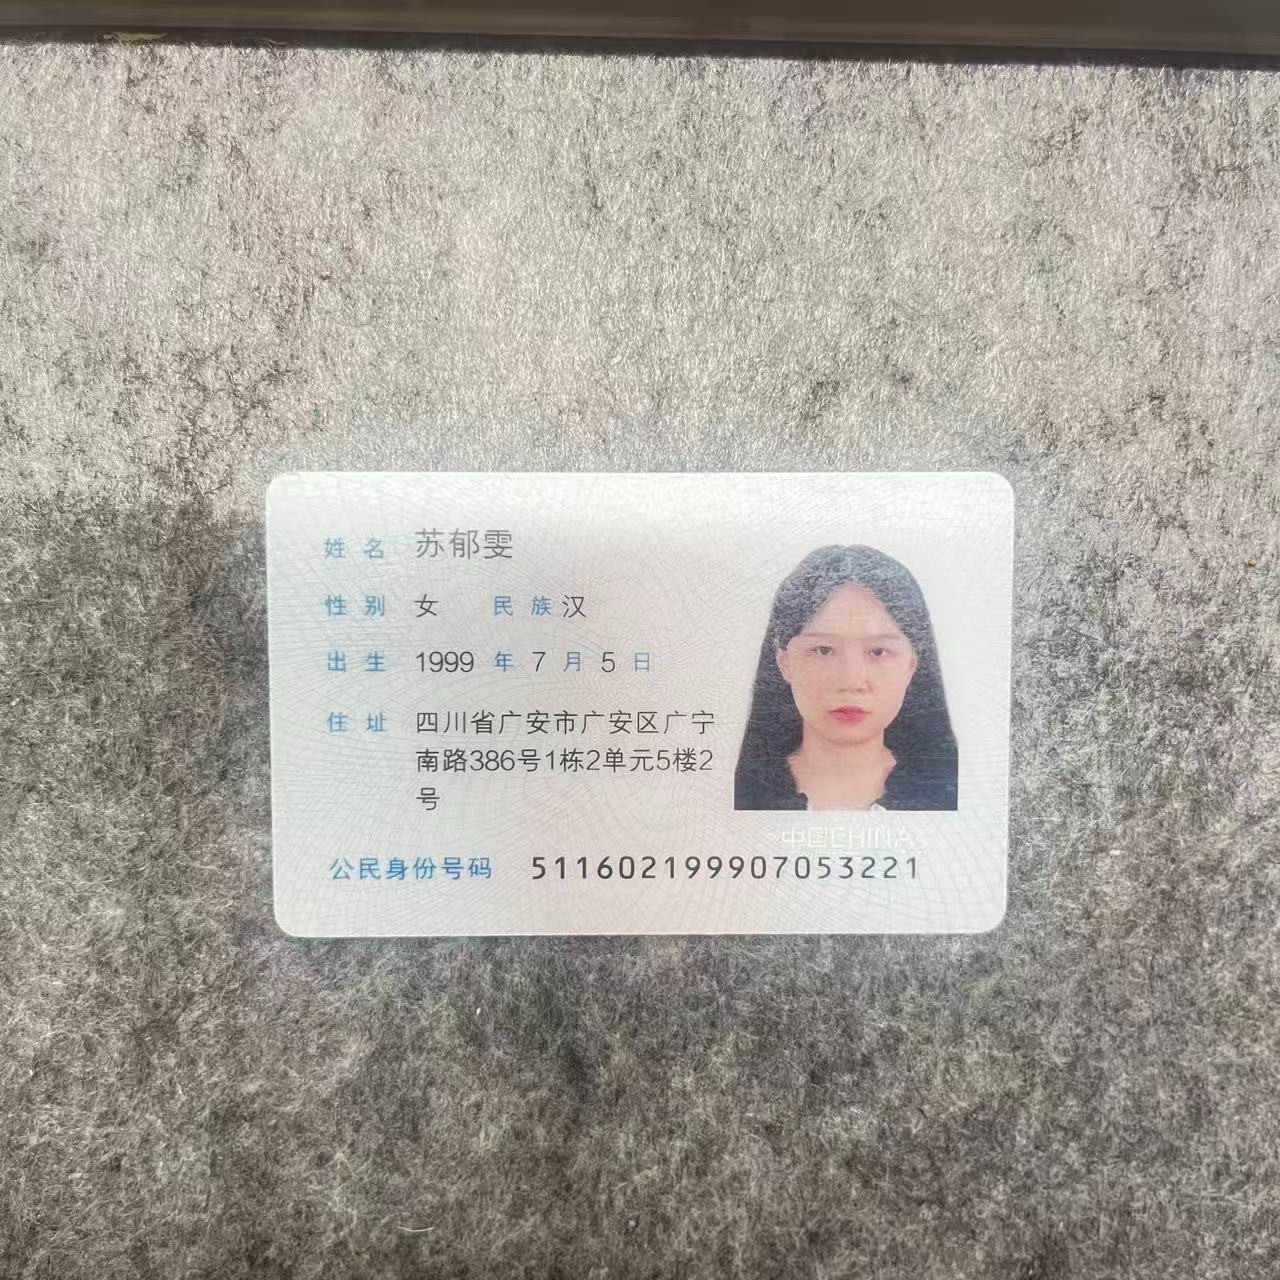 姓名 苏郁雯
性别 女 民族 汉
出生 1999 年 7 月 5 日
住址 四川省广安市广安区广宁
南路386号1栋2单元5楼2
号
中国CHINA
公民身份号码 511602199907053221